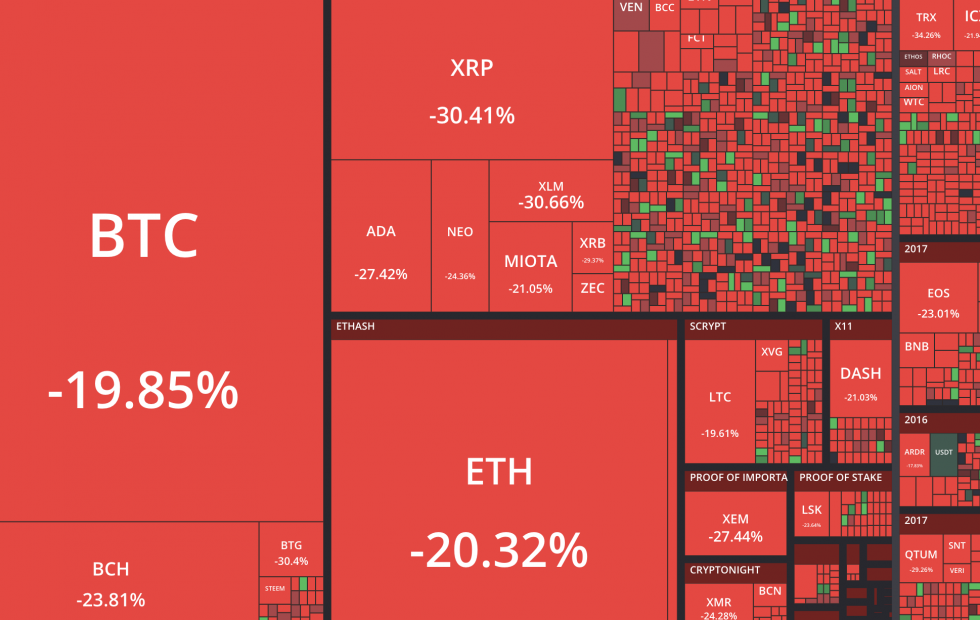 BTC
-19.85%
BCH
-23.81%
BTG
-30.4%
STEEM
XRP
-30.41%
ADA
-27.42%
NEO
-24.36%
XLM
-30.66%
MIOTA
-21.05%
XRB
-29.37%
ZEC
VEN
BCC
FCT
ETHASH
ETH
-20.32%
SCRYPT
LTC
-19.61%
XVG
X11
DASH
-21.03%
PROOF OF IMPORTA
XEM
-27.44%
PROOF OF STAKE
LSK
-23.64%
CRYPTONIGHT
XMR
-24.28%
BCN
TRX
-34.26%
ETHOS
RHOC
SALT
LRC
AION
WTC
2017
EOS
-23.01%
BNB
2016
ARDR
USDT
2017
QTUM
-29.26%
SNT
VERI